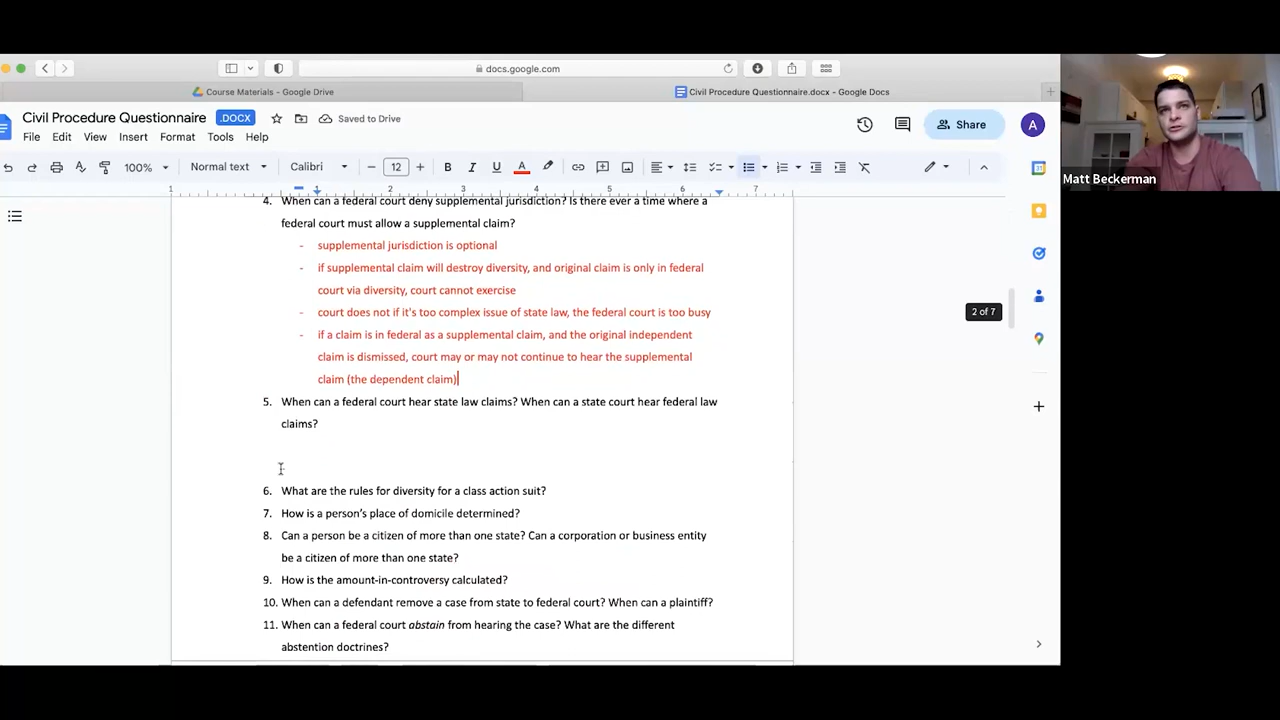 docs.google.com
Course Materials - Google Drive
Civil Procedure Questionnaire.docx - Google Docs
Civil Procedure Questionnaire .DOCX Saved to Drive
File Edit View Insert Format Tools Help
Share
A
100% Normal text Calibri 12 B I U A
1 1 2 3 4 5 6 7
4. When can a federal court deny supplemental jurisdiction? Is there ever a time where a
federal court must allow a supplemental claim?
- supplemental jurisdiction is optional
- if supplemental claim will destroy diversity, and original claim is only in federal
court via diversity, court cannot exercise
- court does not if it's too complex issue of state law, the federal court is too busy
- if a claim is in federal as a supplemental claim, and the original independent
claim is dismissed, court may or may not continue to hear the supplemental
claim (the dependent claim)
5. When can a federal court hear state law claims? When can a state court hear federal law
claims?
6. What are the rules for diversity for a class action suit?
7. How is a person's place of domicile determined?
8. Can a person be a citizen of more than one state? Can a corporation or business entity
be a citizen of more than one state?
9. How is the amount-in-controversy calculated?
10. When can a defendant remove a case from state to federal court? When can a plaintiff?
11. When can a federal court abstain from hearing the case? What are the different
abstention doctrines?
2 of 7
Matt Beckerman